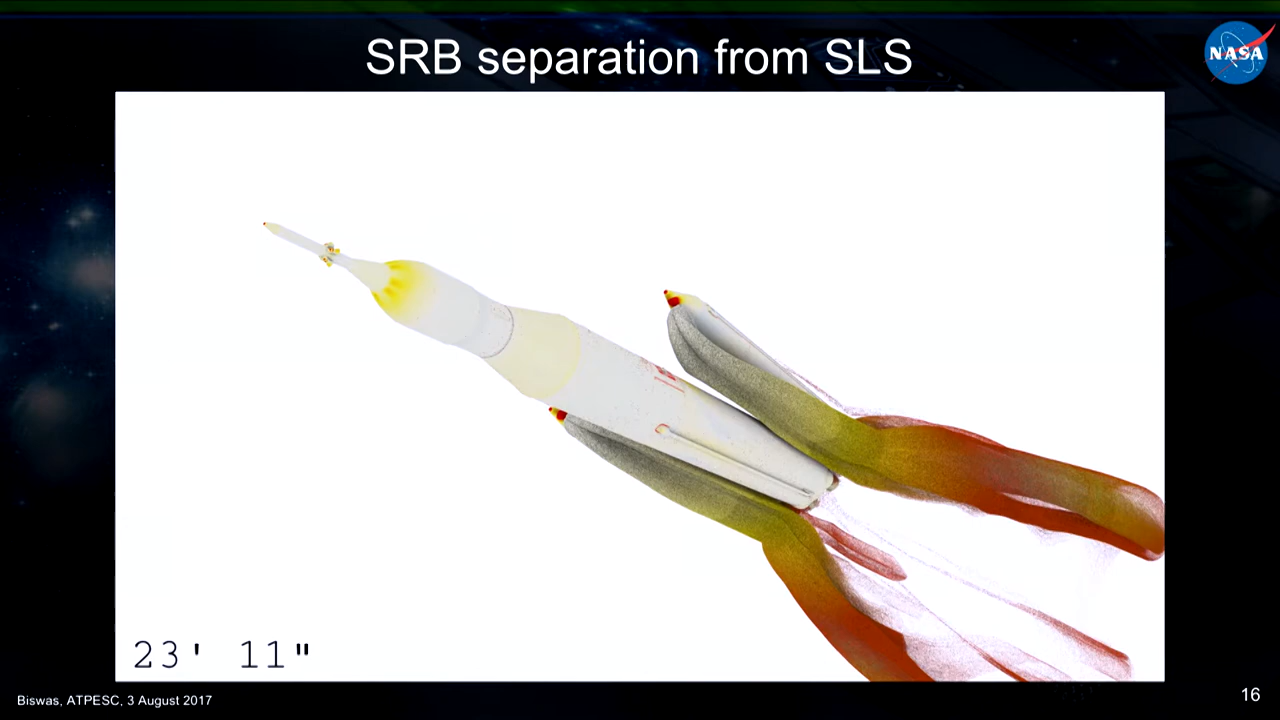 SRB separation from SLS
NASA
23' 11"
Biswas, ATPESC, 3 August 2017
16